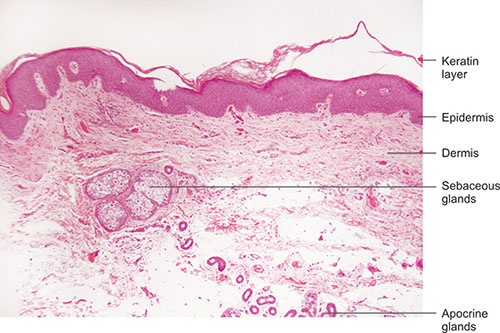 Keratin
layer
Epidermis
Dermis
Sebaceous
glands
Apocrine
glands